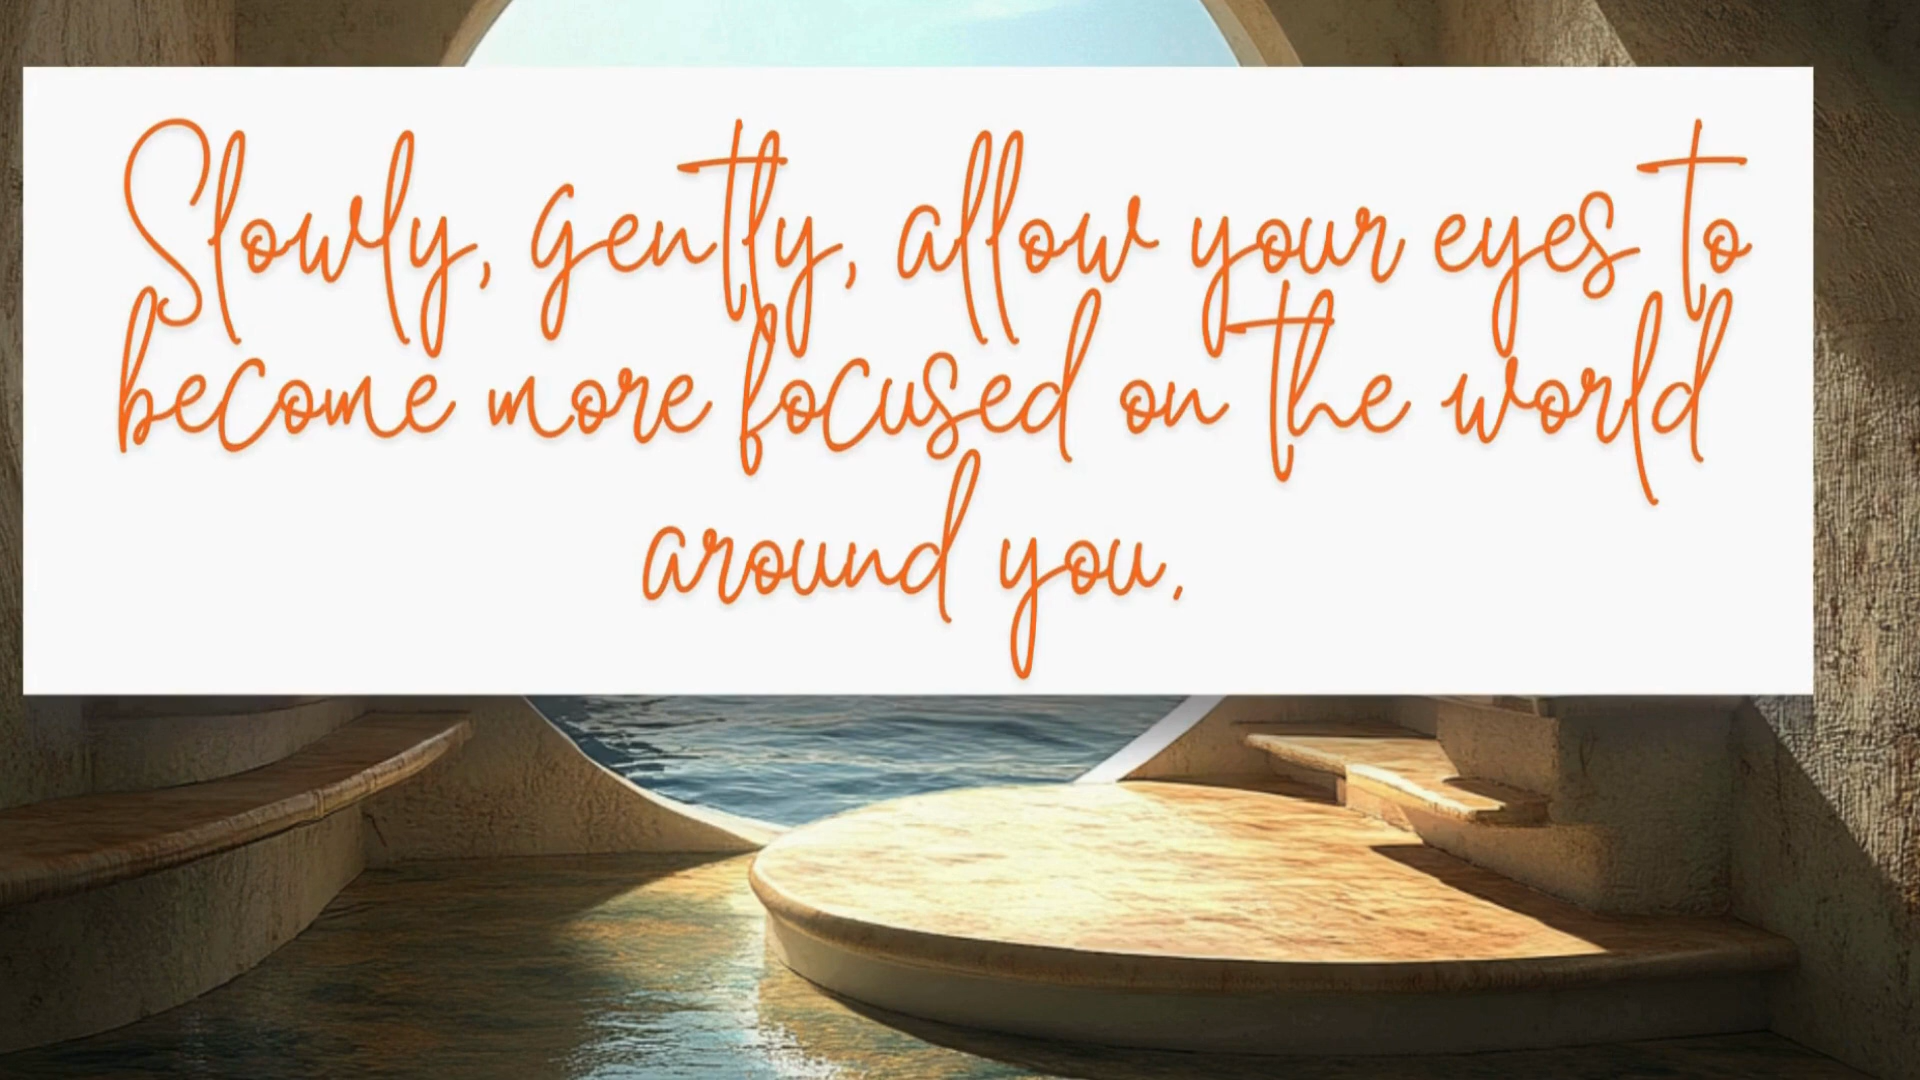 Slowly, gently, allow your eyes to
become more focused on the world
around you.